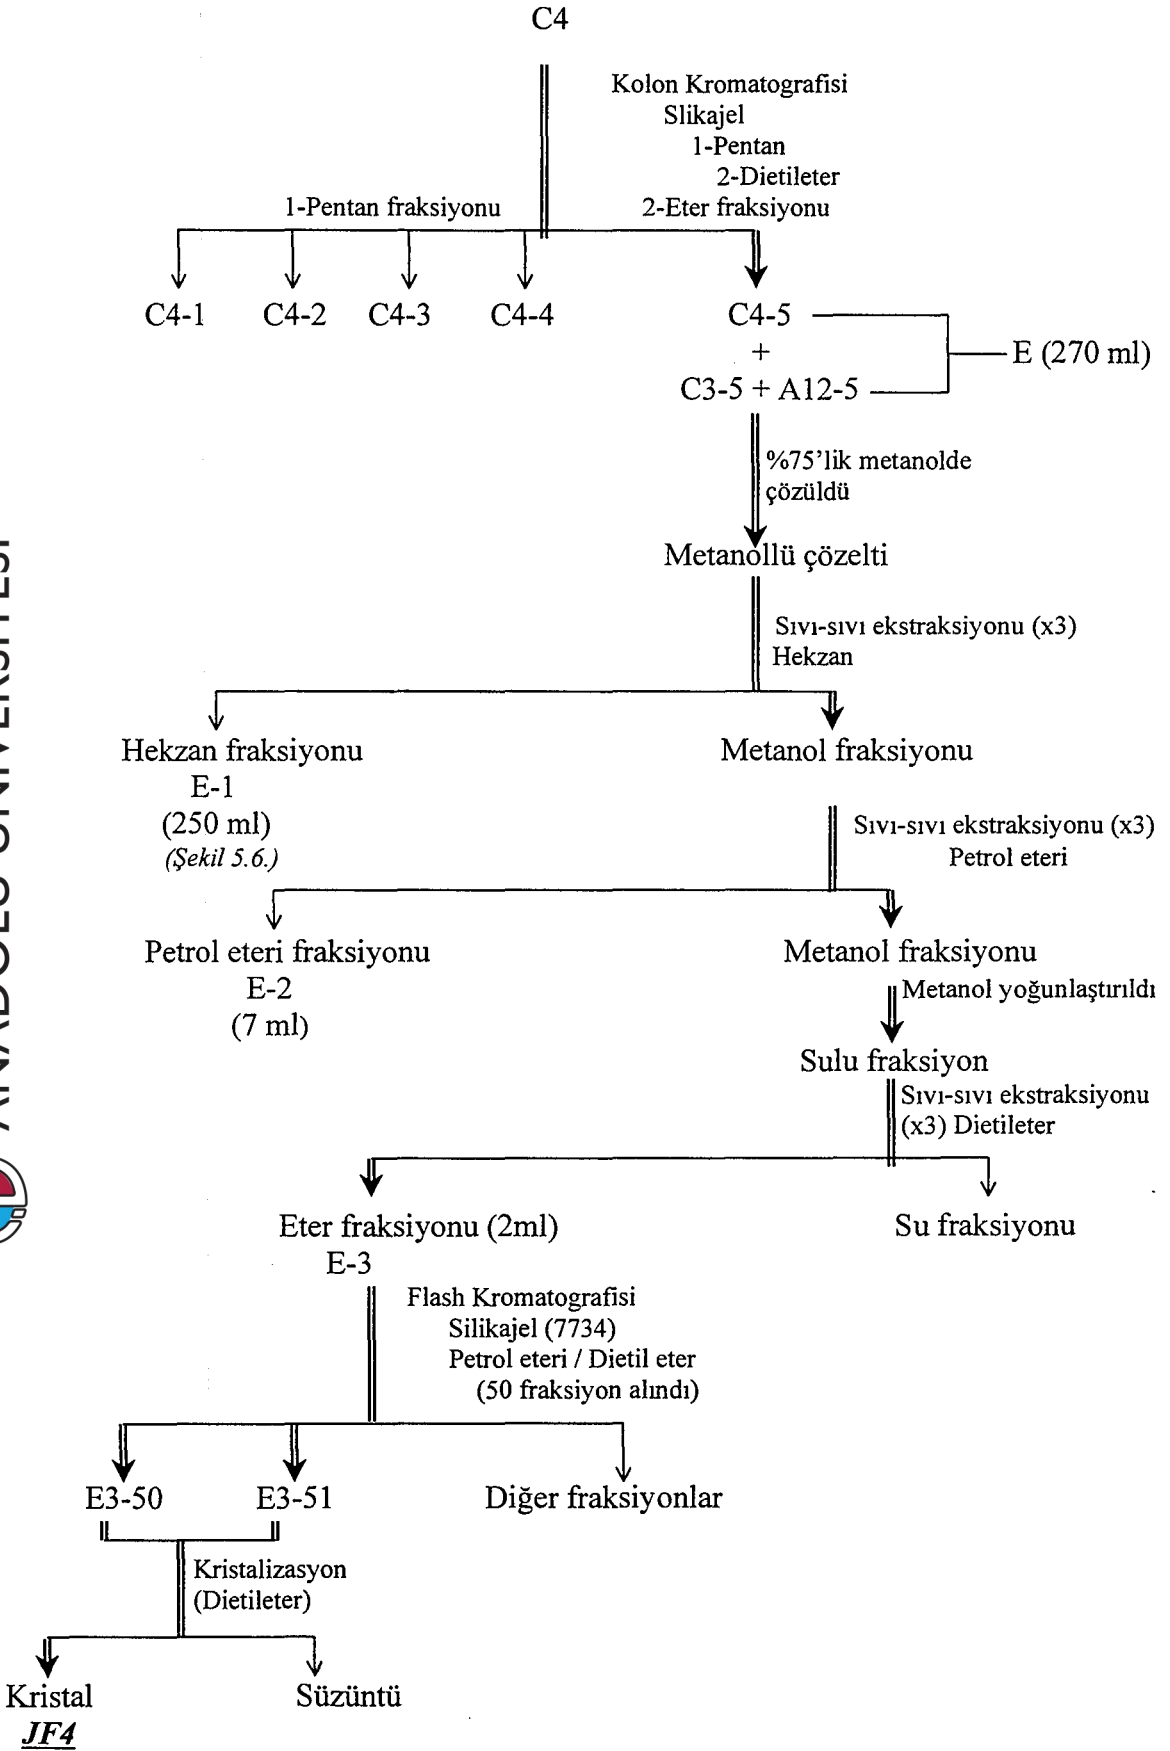 C4
Kolon Kromatografisi
Slikajel
1-Pentan
2-Dietileter
1-Pentan fraksiyonu
2-Eter fraksiyonu
C4-1 C4-2 C4-3 C4-4 C4-5
+
E (270 ml)
C3-5 + A12-5
%75'lik metanolde
çözüldü
Metanollü çözelti
Sıvı-sıvı ekstraksiyonu (x3)
Hekzan
Hekzan fraksiyonu
E-1
(250 ml)
(Şekil 5.6.)
Metanol fraksiyonu
Sıvı-sıvı ekstraksiyonu (x3)
Petrol eteri
Petrol eteri fraksiyonu
E-2
(7 ml)
Metanol fraksiyonu
Metanol yoğunlaştırıldı
Sulu fraksiyon
Sıvı-sıvı ekstraksiyonu
(x3) Dietileter
Eter fraksiyonu (2ml)
E-3
Su fraksiyonu
Flash Kromatografisi
Silikajel (7734)
Petrol eteri / Dietil eter
(50 fraksiyon alındı)
E3-50 E3-51 Diğer fraksiyonlar
Kristalizasyon
(Dietileter)
Kristal
JF4
Süzüntü